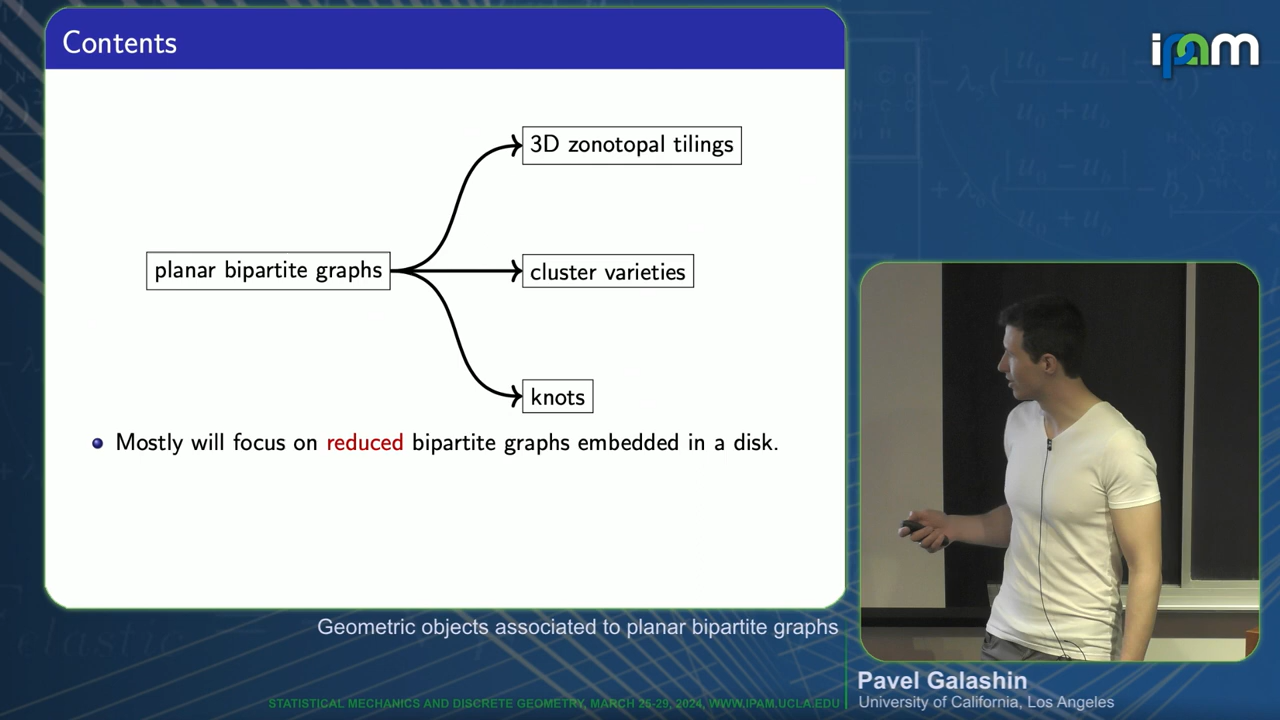 Contents
ipam
3D zonotopal tilings
planar bipartite graphs
cluster varieties
knots
Mostly will focus on reduced bipartite graphs embedded in a disk.
Geometric objects associated to planar bipartite graphs
Pavel Galashin
University of California, Los Angeles
STATISTICAL MECHANICS AND DISCRETE GEOMETRY, MARCH 25-29, 2024, WWW.IPAM.UCLA.EDU